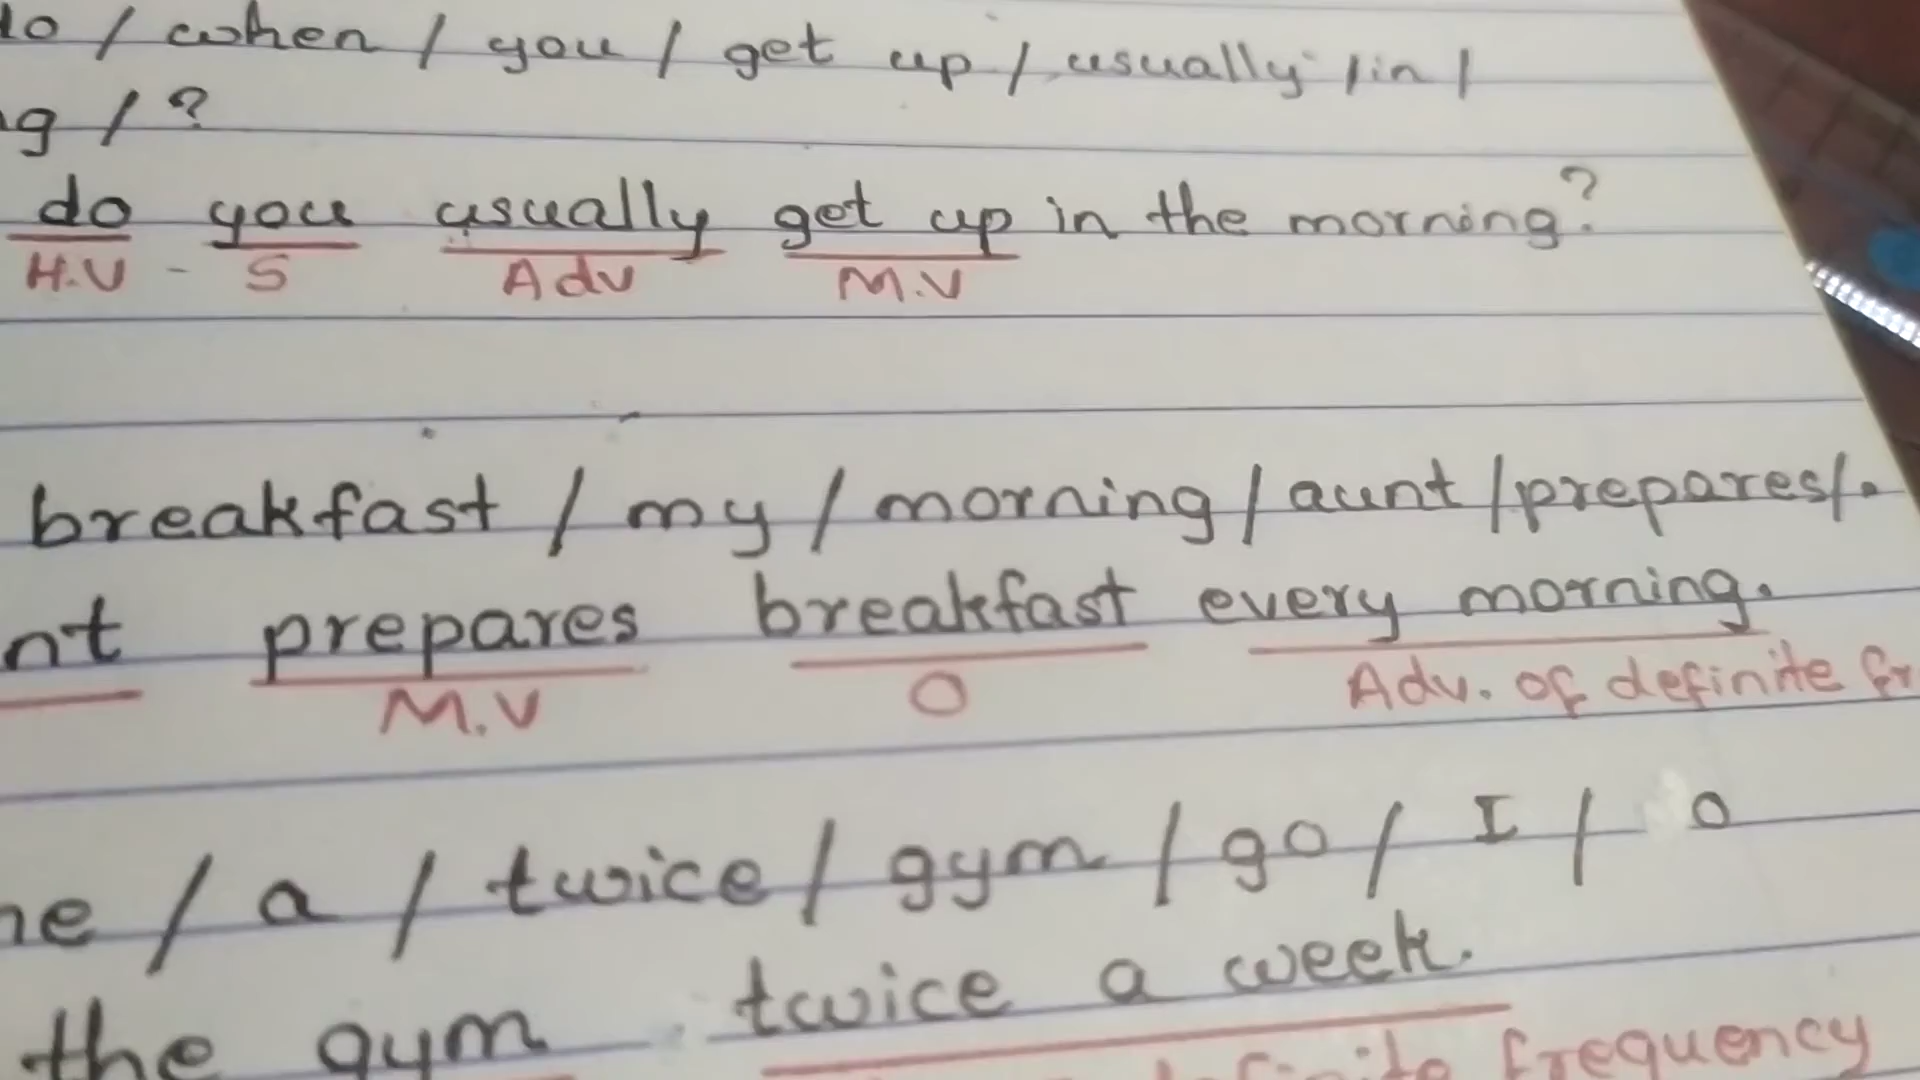 do / when / you / get up / usually / in /
g / ?
do you usually get up in the morning?
H.V - S Adv M.V
breakfast / my / morning / aunt / prepares / .
nt prepares breakfast every morning.
M.V O Adv. of definite fr
he / a / twice / gym / go / I /
the gym twice a week.
frequency